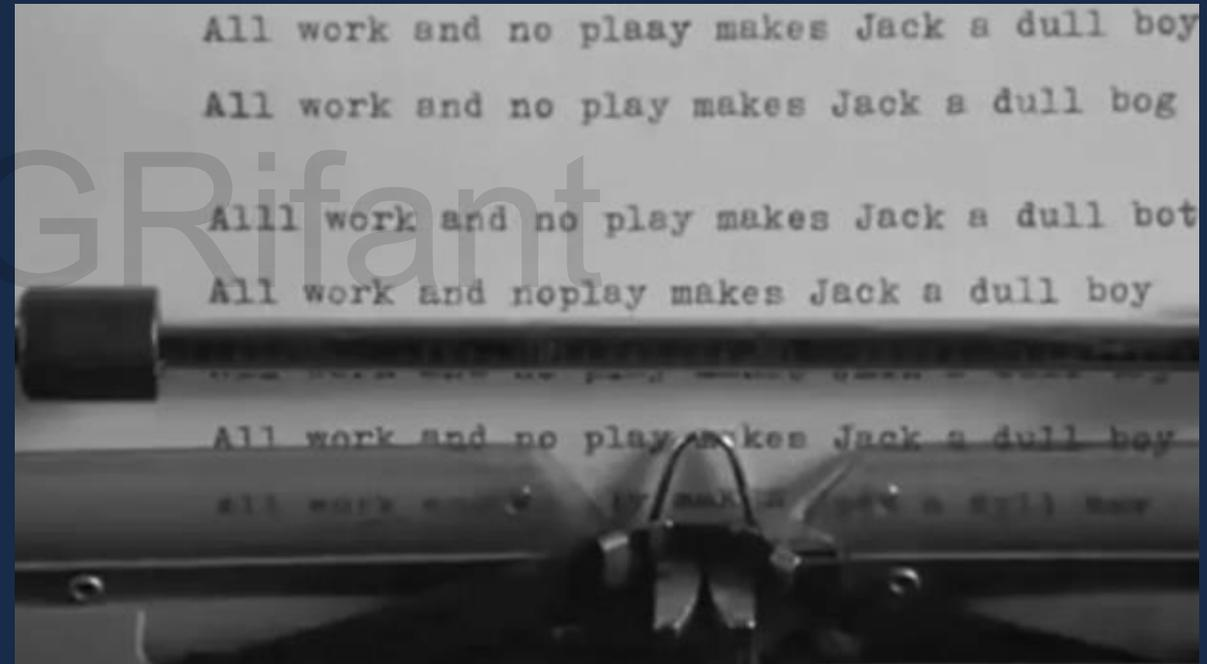 All work and no plaay makes Jack a dull boy
All work and no play makes Jack a dull bog
GRifant
Alll work and no play makes Jack a dull bot
All work and noplay makes Jack a dull boy
All work and no play makes Jack a dull boy